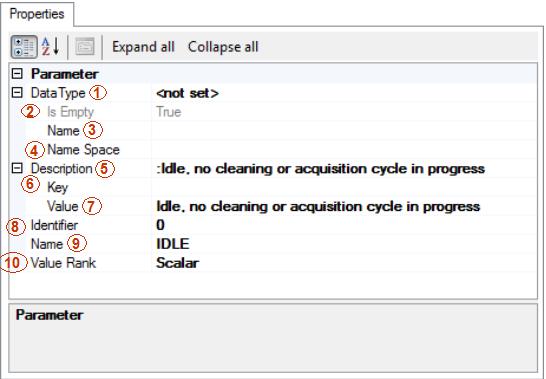 Properties
Expand all Collapse all
Parameter
DataType 1 <not set>
2 Is Empty True
Name 3
4 Name Space
Description 5 :Idle, no cleaning or acquisition cycle in progress
6 Key
Value 7 Idle, no cleaning or acquisition cycle in progress
8 Identifier 0
Name 9 IDLE
10 Value Rank Scalar
Parameter